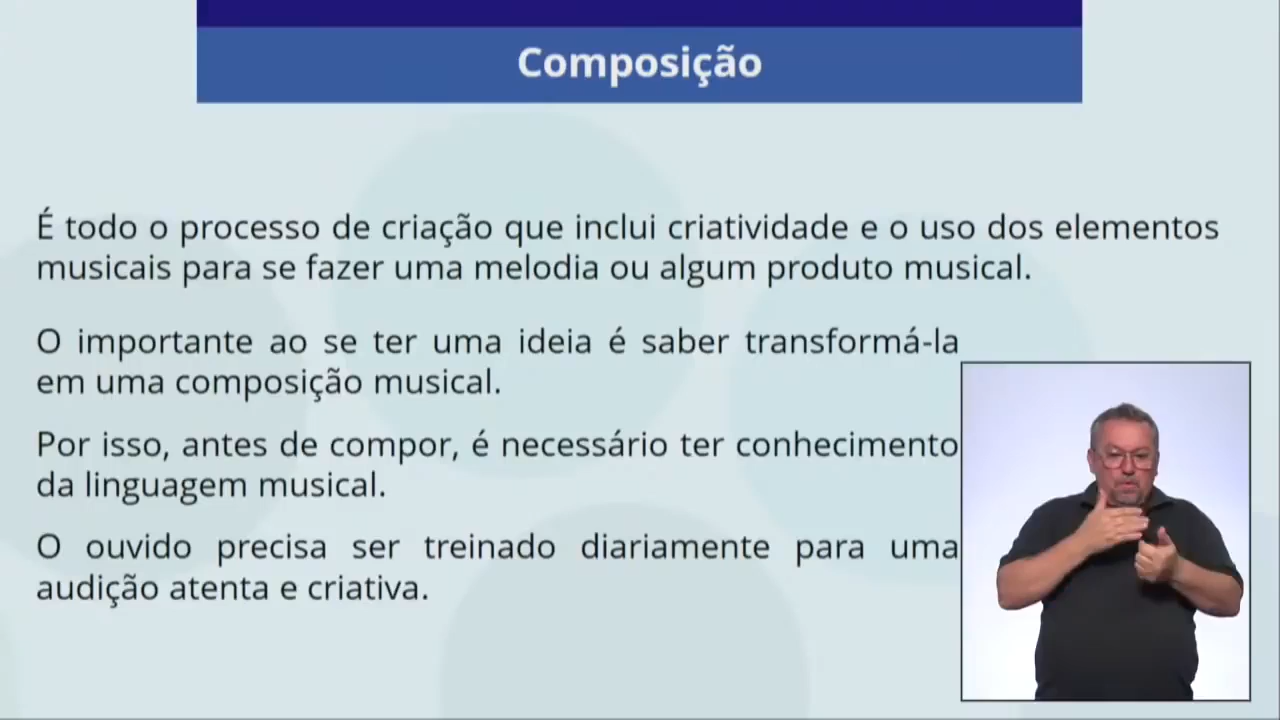 Composição
É todo o processo de criação que inclui criatividade e o uso dos elementos
musicais para se fazer uma melodia ou algum produto musical.
O importante ao se ter uma ideia é saber transformá-la
em uma composição musical.
Por isso, antes de compor, é necessário ter conhecimento
da linguagem musical.
O ouvido precisa ser treinado diariamente para uma
audição atenta e criativa.